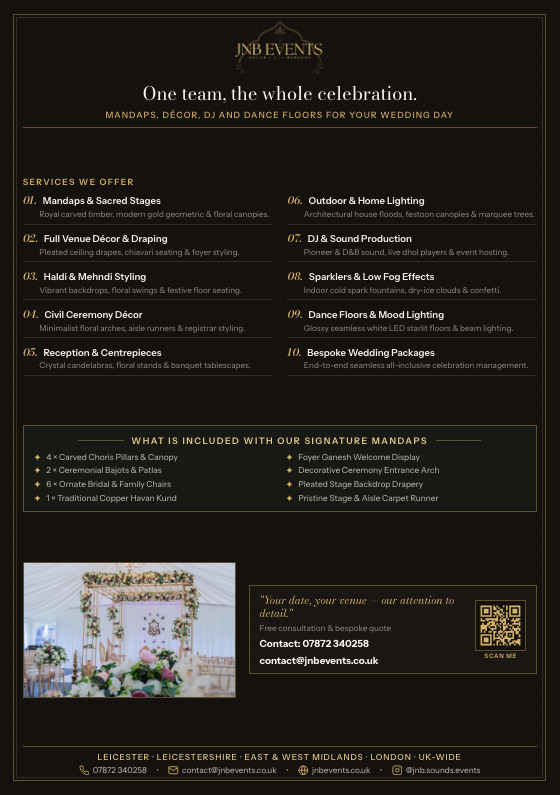 JNB EVENTS
One team, the whole celebration.
MANDAPS, DÉCOR, DJ AND DANCE FLOORS FOR YOUR WEDDING DAY
SERVICES WE OFFER
01. Mandaps & Sacred Stages
Royal carved timber, modern gold geometric & floral canopies.
02. Full Venue Décor & Draping
Pleated ceiling drapes, chiavari seating & foyer styling.
03. Haldi & Mehndi Styling
Vibrant backdrops, floral swings & festive floor seating.
04. Civil Ceremony Décor
Minimalist floral arches, aisle runners & registrar styling.
05. Reception & Centrepieces
Crystal candelabras, floral stands & banquet tablescapes.
06. Outdoor & Home Lighting
Architectural house floods, festoon canopies & marquee trees.
07. DJ & Sound Production
Pioneer & D&B sound, live dhol players & event hosting.
08. Sparklers & Low Fog Effects
Indoor cold spark fountains, dry-ice clouds & confetti.
09. Dance Floors & Mood Lighting
Glossy seamless white LED starlit floors & beam lighting.
10. Bespoke Wedding Packages
End-to-end seamless all-inclusive celebration management.
WHAT IS INCLUDED WITH OUR SIGNATURE MANDAPS
✦ 4 × Carved Choris Pillars & Canopy
✦ 2 × Ceremonial Bajots & Patlas
✦ 6 × Ornate Bridal & Family Chairs
✦ 1 × Traditional Copper Havan Kund
✦ Foyer Ganesh Welcome Display
✦ Decorative Ceremony Entrance Arch
✦ Pleated Stage Backdrop Drapery
✦ Pristine Stage & Aisle Carpet Runner
"Your date, your venue — our attention to
detail."
Free consultation & bespoke quote
Contact: 07872 340258
contact@jnbevents.co.uk
SCAN ME
LEICESTER · LEICESTERSHIRE · EAST & WEST MIDLANDS · LONDON · UK-WIDE
07872 340258 · contact@jnbevents.co.uk · jnbevents.co.uk · @jnb.sounds.events